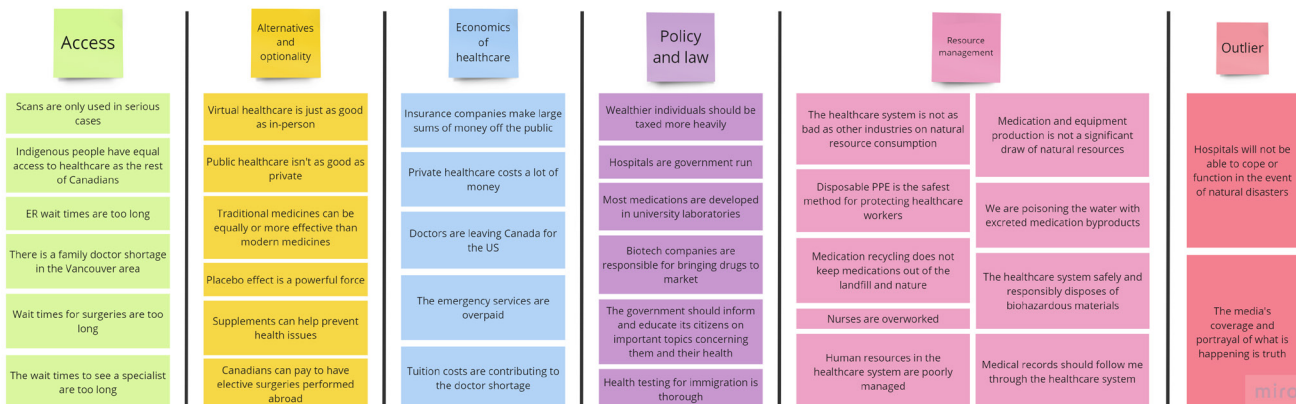 Access
Scans are only used in serious
cases
Indigenous people have equal
access to healthcare as the rest
of Canadians
ER wait times are too long
There is a family doctor shortage
in the Vancouver area
Wait times for surgeries are too
long
The wait times to see a specialist
are too long
Alternatives
and
optionality
Virtual healthcare is just as good
as in-person
Public healthcare isn't as good as
private
Traditional medicines can be
equally or more effective than
modern medicines
Placebo effect is a powerful force
Supplements can help prevent
health issues
Canadians can pay to have
elective surgeries performed
abroad
Economics
of
healthcare
Insurance companies make large
sums of money off the public
Private healthcare costs a lot of
money
Doctors are leaving Canada for
the US
The emergency services are
overpaid
Tuition costs are contributing to
the doctor shortage
Policy
and law
Wealthier individuals should be
taxed more heavily
Hospitals are government run
Most medications are developed
in university laboratories
Biotech companies are
responsible for bringing drugs to
market
The government should inform
and educate its citizens on
important topics concerning
them and their health
Health testing for immigration is
thorough
Resource
management
The healthcare system is not as
bad as other industries on natural
resource consumption
Disposable PPE is the safest
method for protecting healthcare
workers
Medication recycling does not
keep medications out of the
landfill and nature
Nurses are overworked
Human resources in the
healthcare system are poorly
managed
Medication and equipment
production is not a significant
draw of natural resources
We are poisoning the water with
excreted medication byproducts
The healthcare system safely and
responsibly disposes of
biohazardous materials
Medical records should follow me
through the healthcare system
Outlier
Hospitals will not be
able to cope or
function in the event
of natural disasters
The media's
coverage and
portrayal of what is
happening is truth
miro